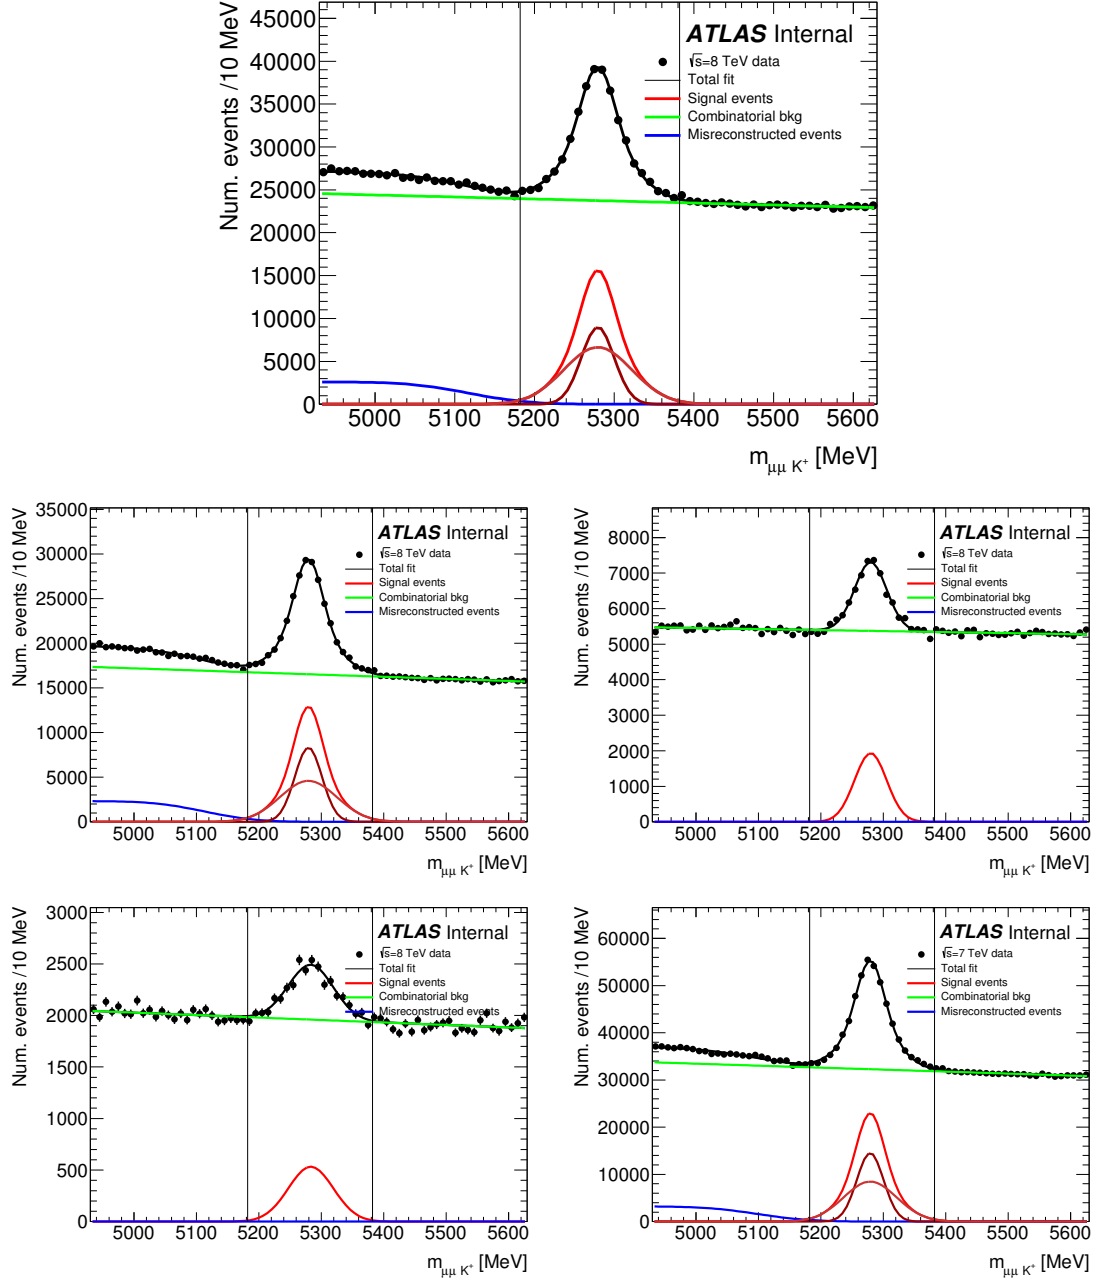 Num. events /10 MeV
45000
40000
35000
30000
25000
20000
15000
10000
5000
0
ATLAS Internal
√s=8 TeV data
Total fit
Signal events
Combinatorial bkg
Misreconstructed events
5000 5100 5200 5300 5400 5500 5600
m_μμ K⁺ [MeV]
Num. events /10 MeV
35000
30000
25000
20000
15000
10000
5000
0
ATLAS Internal
√s=8 TeV data
Total fit
Signal events
Combinatorial bkg
Misreconstructed events
5000 5100 5200 5300 5400 5500 5600
m_μμ K⁺ [MeV]
Num. events /10 MeV
8000
7000
6000
5000
4000
3000
2000
1000
0
ATLAS Internal
√s=8 TeV data
Total fit
Signal events
Combinatorial bkg
Misreconstructed events
5000 5100 5200 5300 5400 5500 5600
m_μμ K⁺ [MeV]
Num. events /10 MeV
3000
2500
2000
1500
1000
500
0
ATLAS Internal
√s=8 TeV data
Total fit
Signal events
Combinatorial bkg
Misreconstructed events
5000 5100 5200 5300 5400 5500 5600
m_μμ K⁺ [MeV]
Num. events /10 MeV
60000
50000
40000
30000
20000
10000
0
ATLAS Internal
√s=7 TeV data
Total fit
Signal events
Combinatorial bkg
Misreconstructed events
5000 5100 5200 5300 5400 5500 5600
m_μμ K⁺ [MeV]